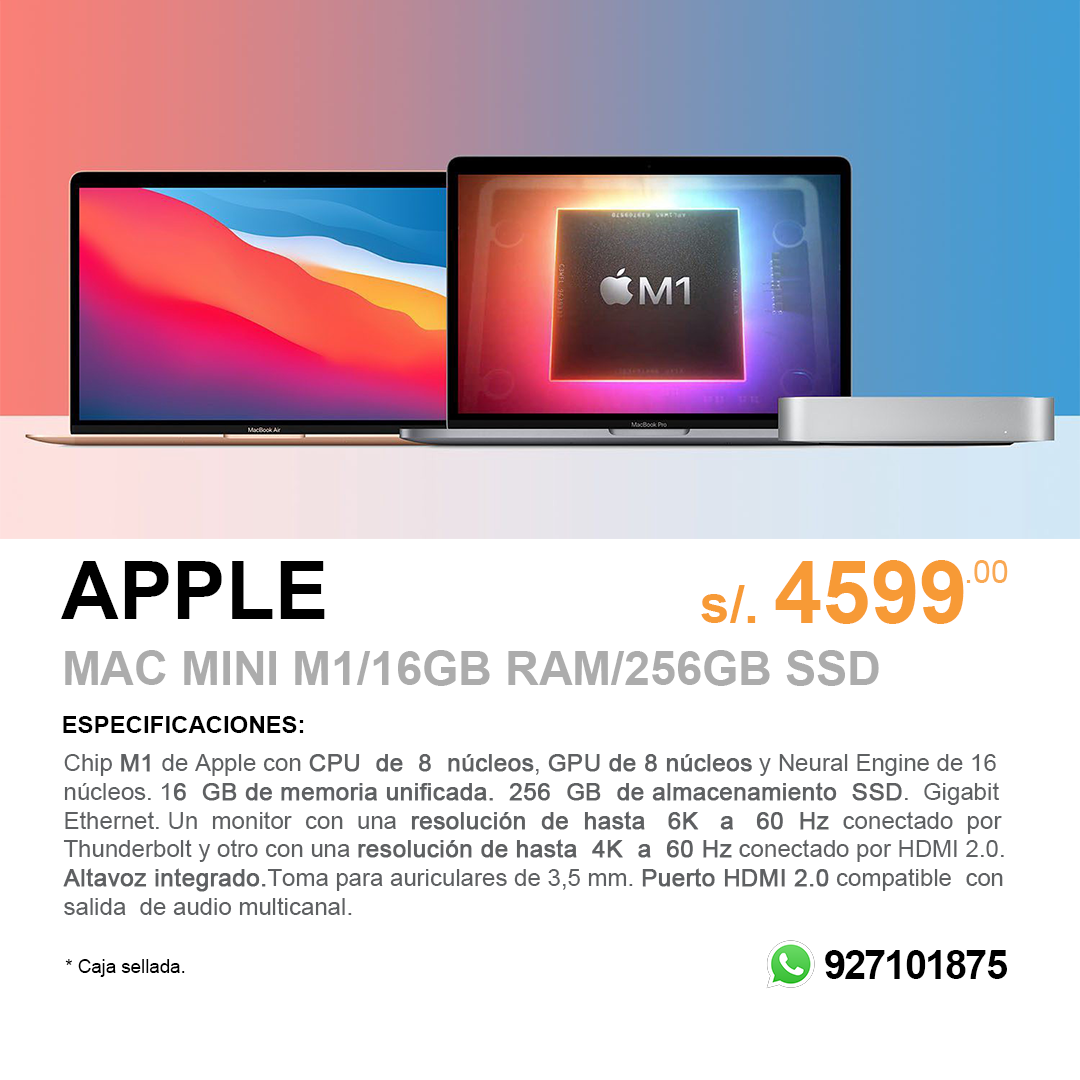 M1
MacBook Air
MacBook Pro
APPLE
s/. 4599.00
MAC MINI M1/16GB RAM/256GB SSD
ESPECIFICACIONES:
Chip M1 de Apple con CPU de 8 núcleos, GPU de 8 núcleos y Neural Engine de 16
núcleos. 16 GB de memoria unificada. 256 GB de almacenamiento SSD. Gigabit
Ethernet. Un monitor con una resolución de hasta 6K a 60 Hz conectado por
Thunderbolt y otro con una resolución de hasta 4K a 60 Hz conectado por HDMI 2.0.
Altavoz integrado.Toma para auriculares de 3,5 mm. Puerto HDMI 2.0 compatible con
salida de audio multicanal.
* Caja sellada.
927101875